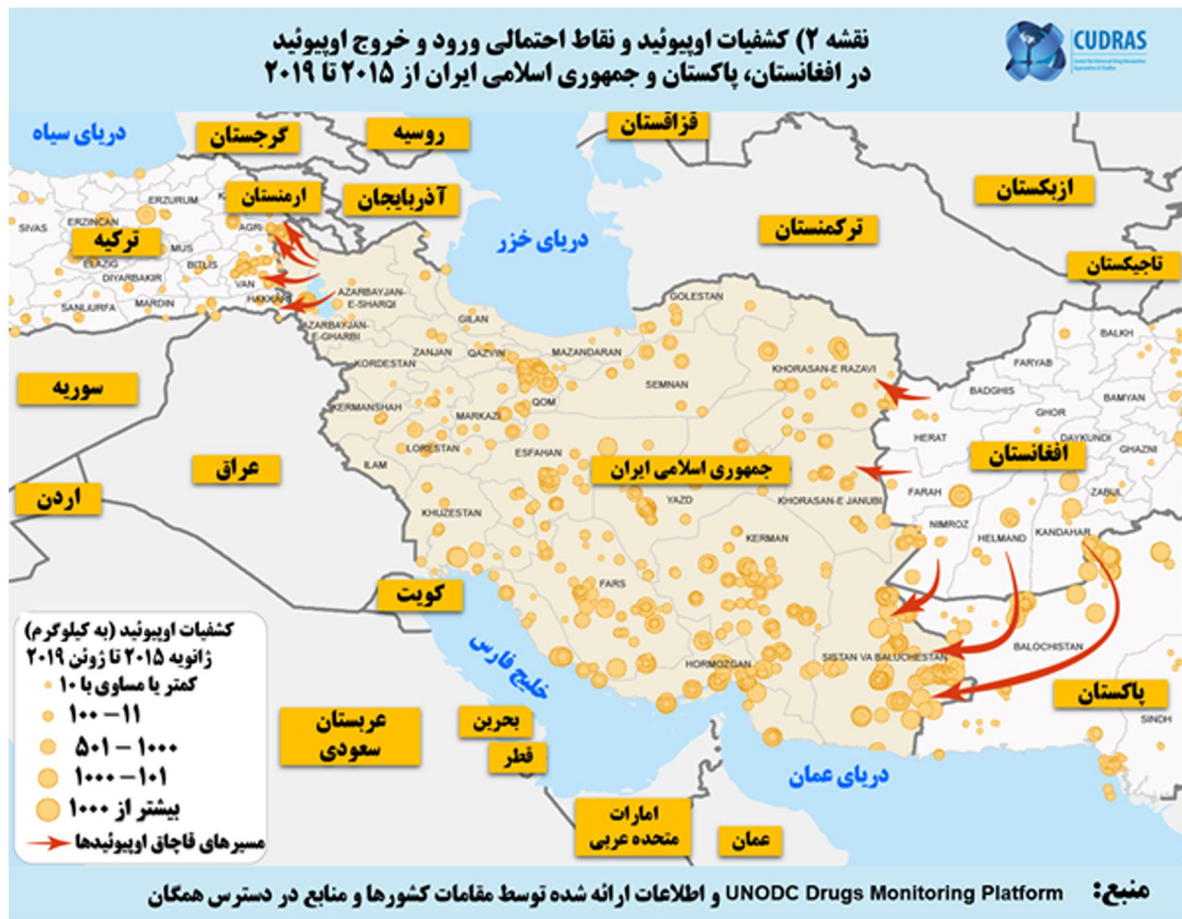 نقشه ۲) کشفیات اوپیوئید و نقاط احتمالی ورود و خروج اوپیوئید
در افغانستان، پاکستان و جمهوری اسلامی ایران از ۲۰۱۵ تا ۲۰۱۹
CUDRAS
دریای سیاه
گرجستان
روسیه
قزاقستان
ازبکستان
ارمنستان
آذربایجان
ترکمنستان
تاجیکستان
دریای خزر
ترکیه
ERZURUM
ERZINCAN
SIVAS
AGRI
MUS
ELAZIG
BITLIS
VAN
DIYARBAKIR
HAKKARI
MARDIN
SANLIURFA
AZARBAYJAN-
E-SHARQI
AZARBAYJAN-
E-GHARBI
GILAN
GOLESTAN
ZANJAN
QAZVIN
MAZANDARAN
KORDESTAN
SEMNAN
KHORASAN-E RAZAVI
QOM
KERMANSHAH
MARKAZI
LORESTAN
ESFAHAN
ILAM
جمهوری اسلامی ایران
YAZD
KHORASAN-E JANUBI
KHUZESTAN
KERMAN
FARS
HORMOZGAN
SISTAN VA BALUCHESTAN
BALKH
FARYAB
BADGHIS
BAMYAN
GHOR
HERAT
DAYKUNDI
GHAZNI
افغانستان
FARAH
ZABUL
NIMROZ
HELMAND
KANDAHAR
BALOCHISTAN
پاکستان
SINDH
سوریه
عراق
اردن
کویت
خلیج فارس
عربستان
سعودی
بحرین
قطر
امارات
متحده عربی
عمان
دریای عمان
کشفیات اوپیوئید (به کیلوگرم)
ژانویه ۲۰۱۵ تا ژوئن ۲۰۱۹
کمتر یا مساوی با ۱۰
۱۱ – ۱۰۰
۵۰۱ – ۱۰۰۰
۱۰۱ – ۱۰۰۰
بیشتر از ۱۰۰۰
مسیرهای قاچاق اوپیوئیدها
منبع: UNODC Drugs Monitoring Platform و اطلاعات ارائه شده توسط مقامات کشورها و منابع در دسترس همگان